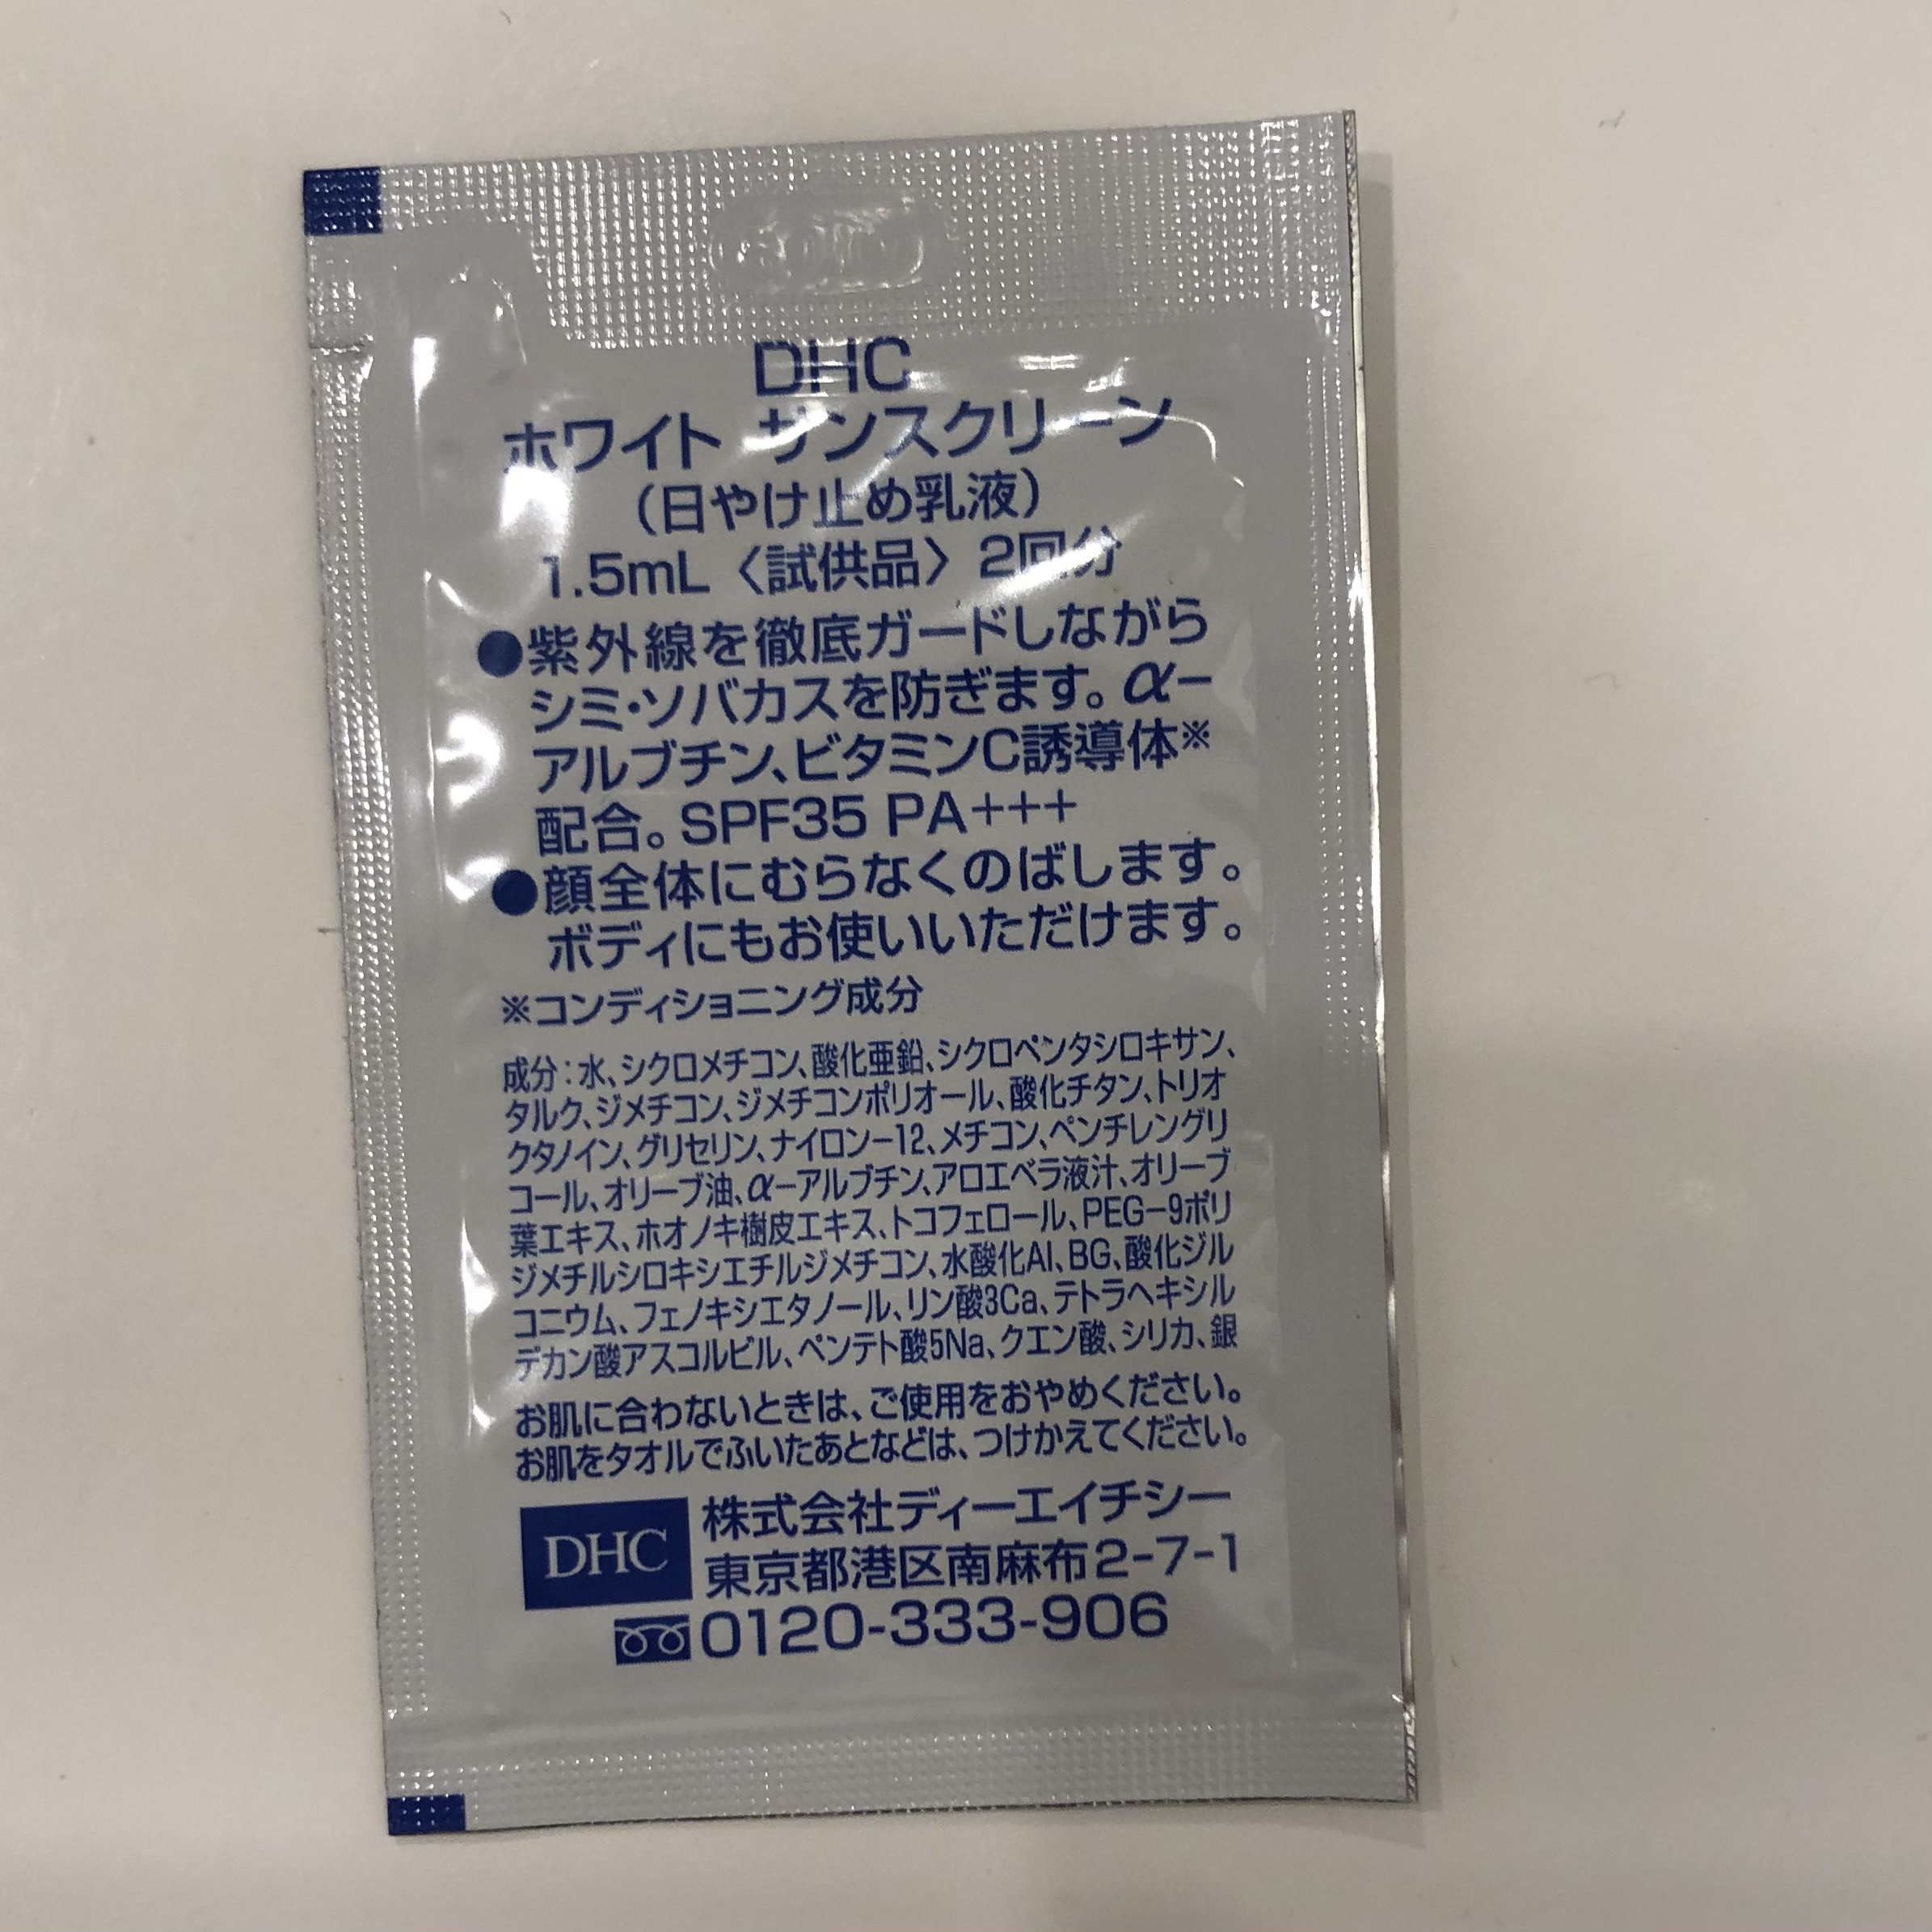 DHC
ホワイト サンスクリーン
(日やけ止め乳液)
1.5mL〈試供品〉2回分
●紫外線を徹底ガードしながら
シミ・ソバカスを防ぎます。α-
アルブチン、ビタミンC誘導体※
配合。SPF35 PA+++
●顔全体にむらなくのばします。
ボディにもお使いいただけます。
※コンディショニング成分
成分:水、シクロメチコン、酸化亜鉛、シクロペンタシロキサン、
タルク、ジメチコン、ジメチコンポリオール、酸化チタン、トリオ
クタノイン、グリセリン、ナイロン-12、メチコン、ペンチレングリ
コール、オリーブ油、α-アルブチン、アロエベラ液汁、オリーブ
葉エキス、ホオノキ樹皮エキス、トコフェロール、PEG-9ポリ
ジメチルシロキシエチルジメチコン、水酸化Al、BG、酸化ジル
コニウム、フェノキシエタノール、リン酸3Ca、テトラヘキシル
デカン酸アスコルビル、ペンテト酸5Na、クエン酸、シリカ、銀
お肌に合わないときは、ご使用をおやめください。
お肌をタオルでふいたあとなどは、つけかえてください。
DHC
株式会社ディーエイチシー
東京都港区南麻布2-7-1
0120-333-906